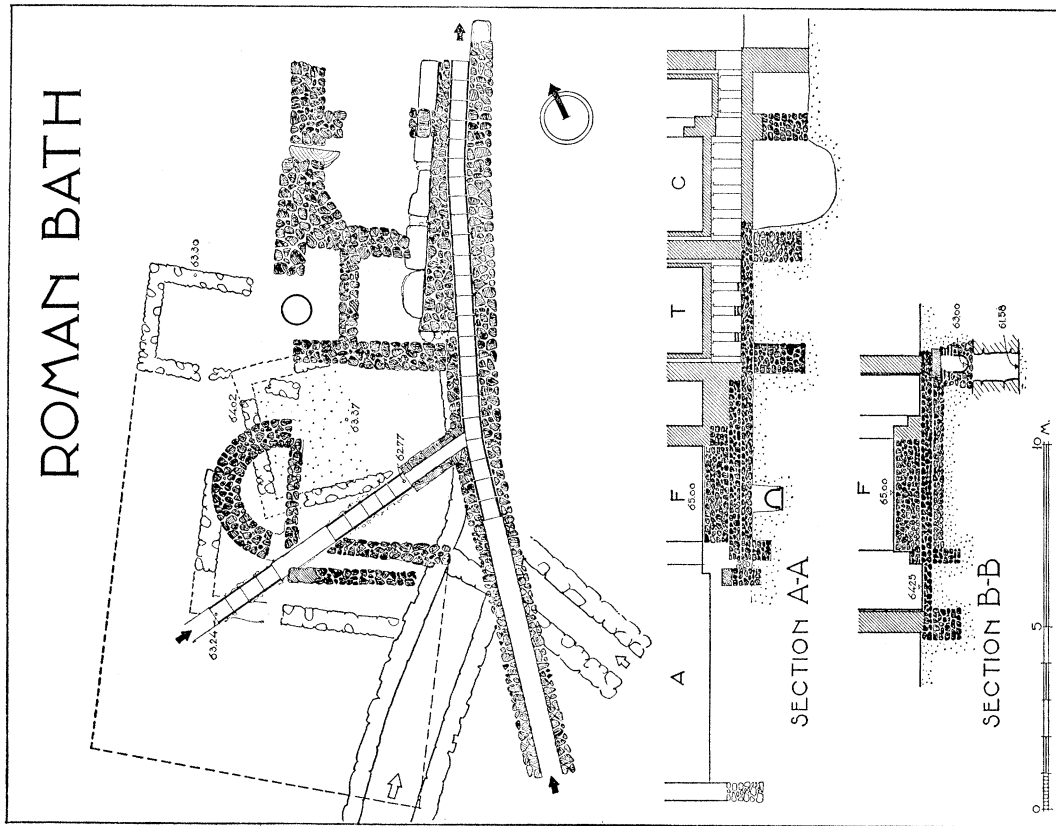 ROMAN BATH
63.30
64.02
63.37
62.77
63.24
A
F
65.00
T
C
SECTION A-A
F
65.00
64.25
63.00
61.58
SECTION B-B
0
5
10 M.